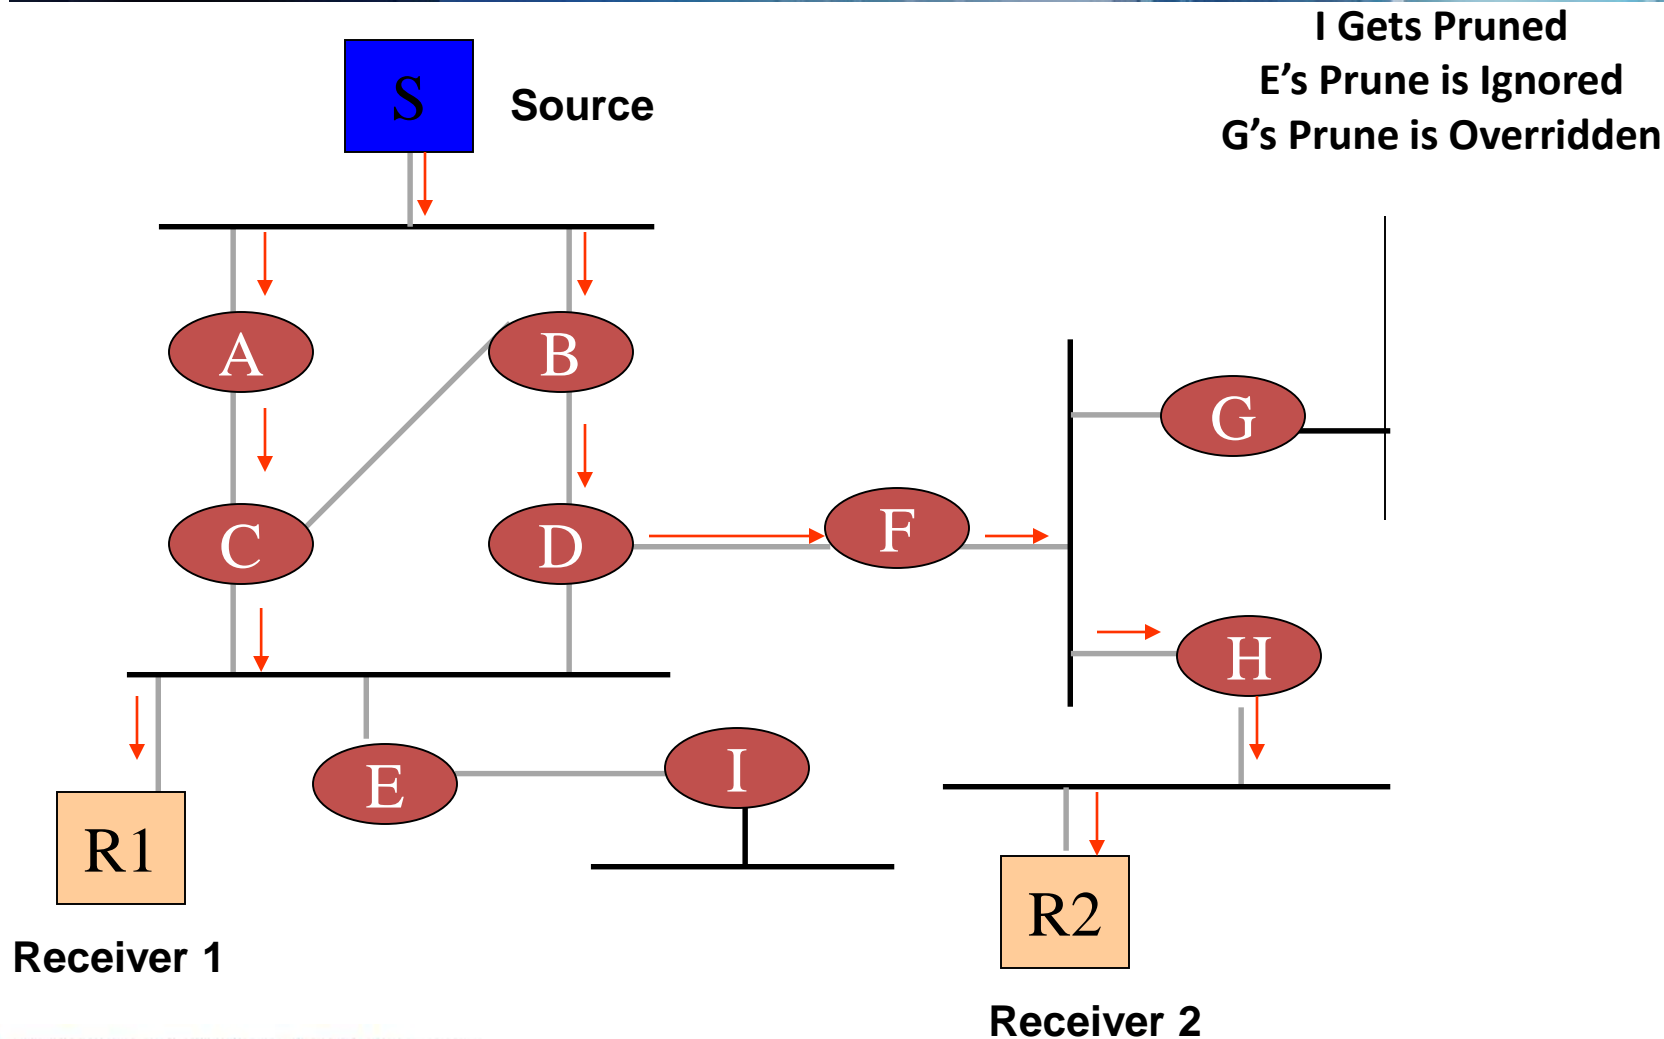 I Gets Pruned
E’s Prune is Ignored
G’s Prune is Overridden
S
Source
A
B
G
C
D
F
H
E
I
R1
R2
Receiver 1
Receiver 2